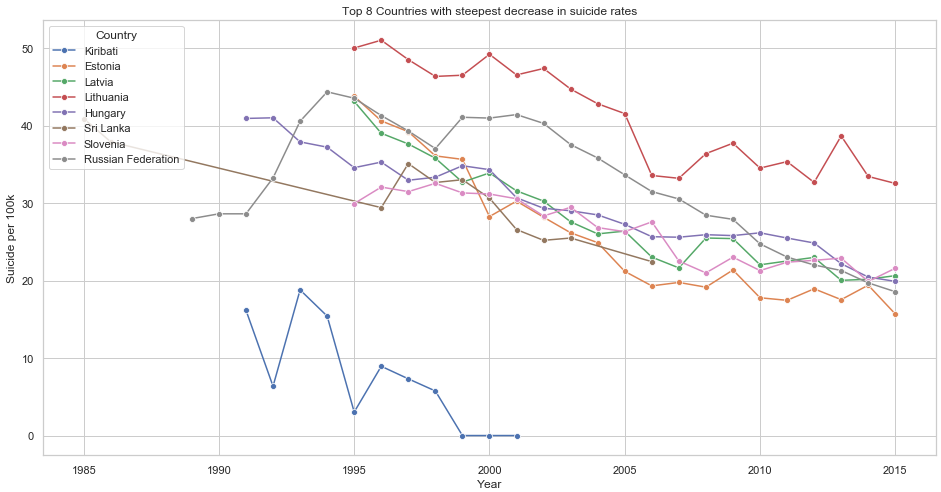 Top 8 Countries with steepest decrease in suicide rates
Country
Kiribati
Estonia
Latvia
Lithuania
Hungary
Sri Lanka
Slovenia
Russian Federation
Suicides per 100k
50
40
30
20
10
0
1985 1990 1995 2000 2005 2010 2015
Year